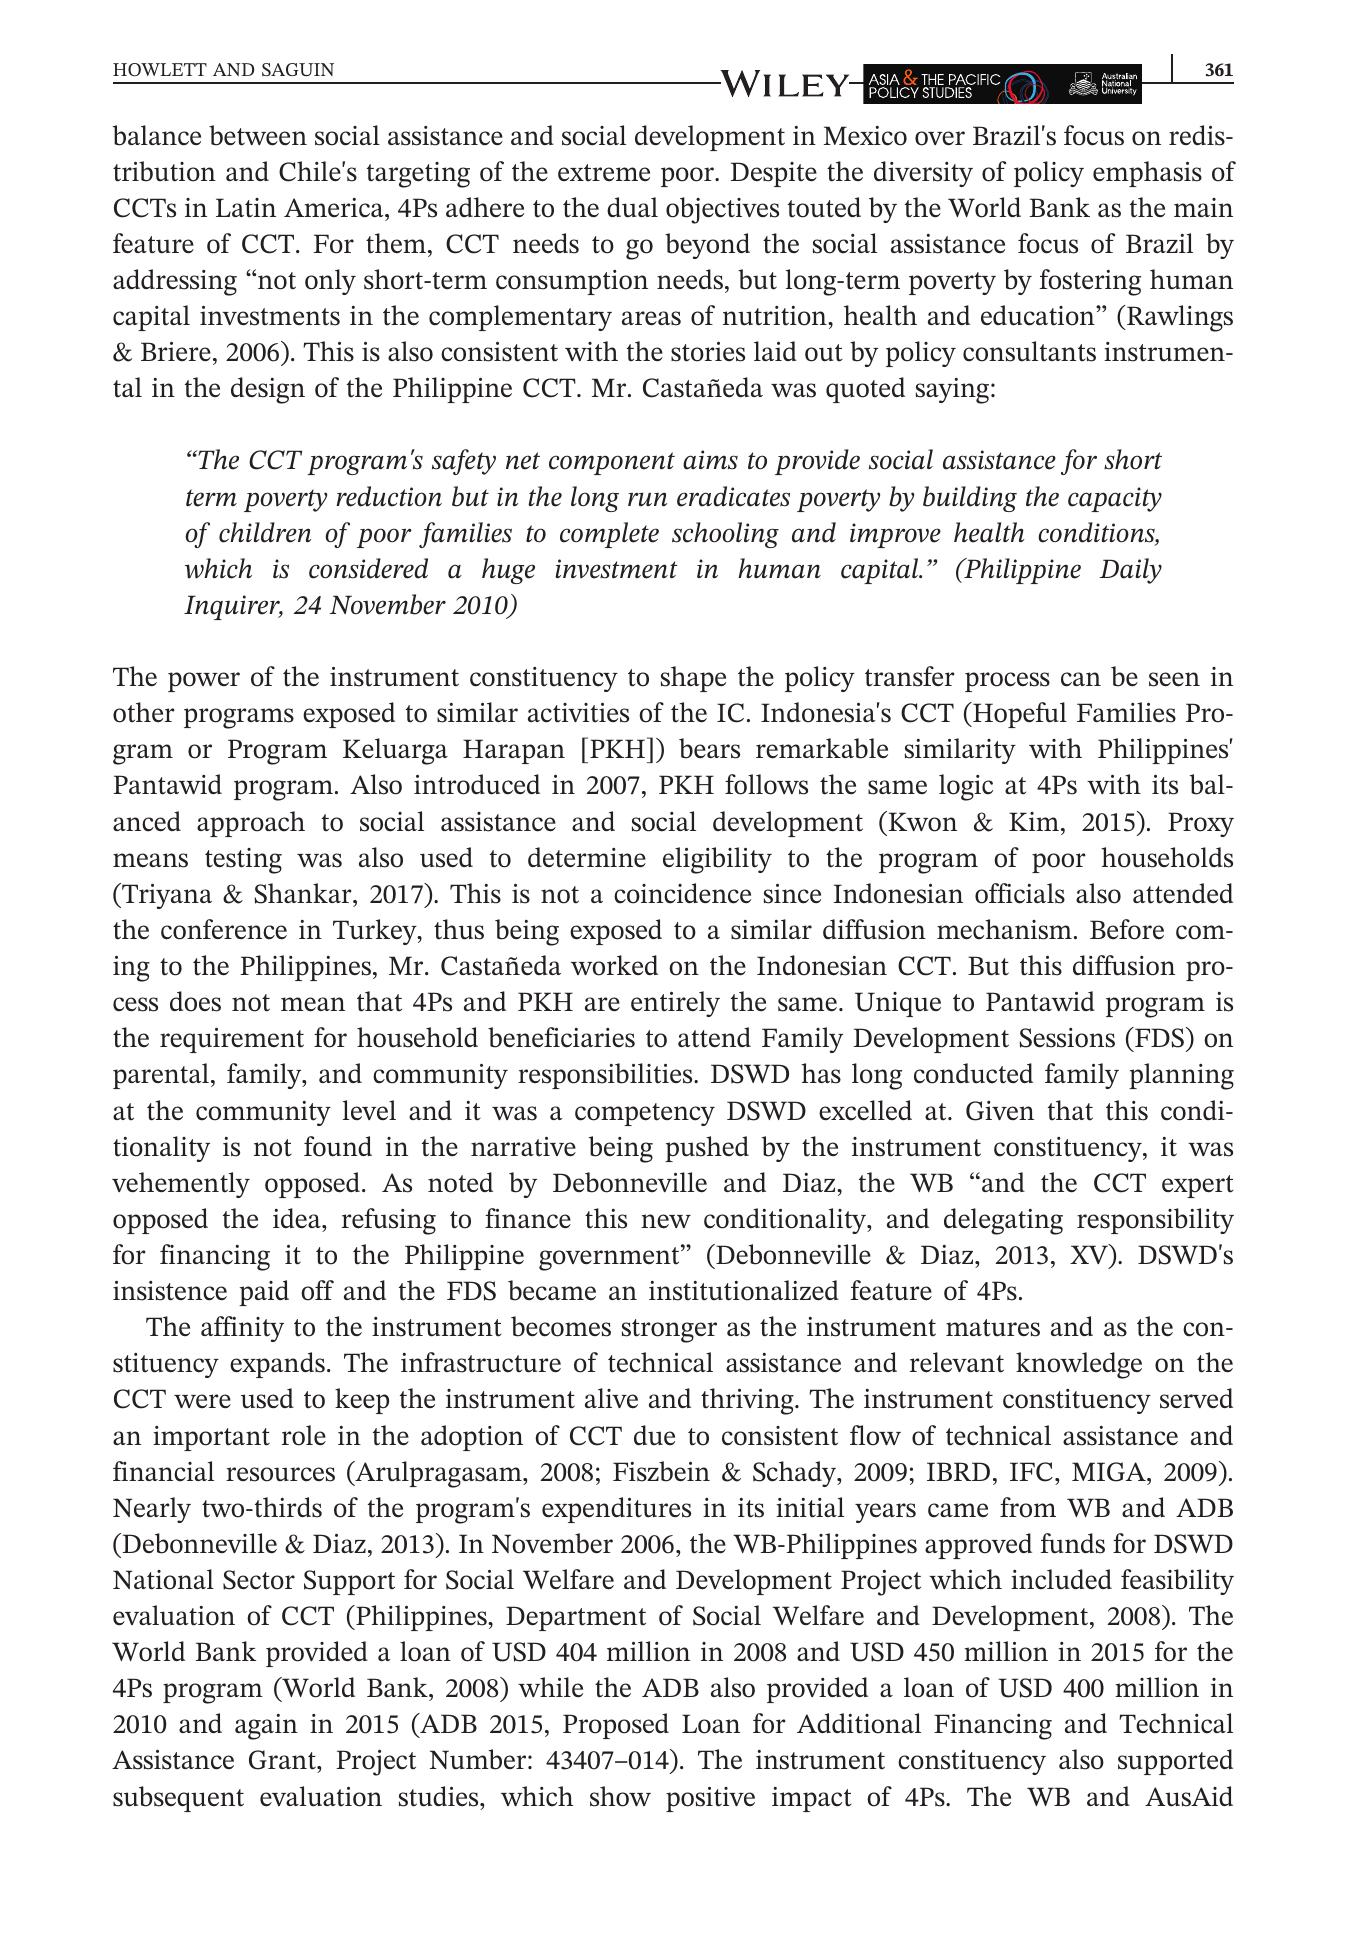 HOWLETT AND SAGUIN
WILEY
ASIA & THE PACIFIC
POLICY STUDIES
Australian
National
University
361
balance between social assistance and social development in Mexico over Brazil's focus on redis-
tribution and Chile's targeting of the extreme poor. Despite the diversity of policy emphasis of
CCTs in Latin America, 4Ps adhere to the dual objectives touted by the World Bank as the main
feature of CCT. For them, CCT needs to go beyond the social assistance focus of Brazil by
addressing “not only short-term consumption needs, but long-term poverty by fostering human
capital investments in the complementary areas of nutrition, health and education” (Rawlings
& Briere, 2006). This is also consistent with the stories laid out by policy consultants instrumen-
tal in the design of the Philippine CCT. Mr. Castañeda was quoted saying:
“The CCT program's safety net component aims to provide social assistance for short
term poverty reduction but in the long run eradicates poverty by building the capacity
of children of poor families to complete schooling and improve health conditions,
which is considered a huge investment in human capital.” (Philippine Daily
Inquirer, 24 November 2010)
The power of the instrument constituency to shape the policy transfer process can be seen in
other programs exposed to similar activities of the IC. Indonesia's CCT (Hopeful Families Pro-
gram or Program Keluarga Harapan [PKH]) bears remarkable similarity with Philippines'
Pantawid program. Also introduced in 2007, PKH follows the same logic at 4Ps with its bal-
anced approach to social assistance and social development (Kwon & Kim, 2015). Proxy
means testing was also used to determine eligibility to the program of poor households
(Triyana & Shankar, 2017). This is not a coincidence since Indonesian officials also attended
the conference in Turkey, thus being exposed to a similar diffusion mechanism. Before com-
ing to the Philippines, Mr. Castañeda worked on the Indonesian CCT. But this diffusion pro-
cess does not mean that 4Ps and PKH are entirely the same. Unique to Pantawid program is
the requirement for household beneficiaries to attend Family Development Sessions (FDS) on
parental, family, and community responsibilities. DSWD has long conducted family planning
at the community level and it was a competency DSWD excelled at. Given that this condi-
tionality is not found in the narrative being pushed by the instrument constituency, it was
vehemently opposed. As noted by Debonneville and Diaz, the WB “and the CCT expert
opposed the idea, refusing to finance this new conditionality, and delegating responsibility
for financing it to the Philippine government” (Debonneville & Diaz, 2013, XV). DSWD's
insistence paid off and the FDS became an institutionalized feature of 4Ps.
The affinity to the instrument becomes stronger as the instrument matures and as the con-
stituency expands. The infrastructure of technical assistance and relevant knowledge on the
CCT were used to keep the instrument alive and thriving. The instrument constituency served
an important role in the adoption of CCT due to consistent flow of technical assistance and
financial resources (Arulpragasam, 2008; Fiszbein & Schady, 2009; IBRD, IFC, MIGA, 2009).
Nearly two-thirds of the program's expenditures in its initial years came from WB and ADB
(Debonneville & Diaz, 2013). In November 2006, the WB-Philippines approved funds for DSWD
National Sector Support for Social Welfare and Development Project which included feasibility
evaluation of CCT (Philippines, Department of Social Welfare and Development, 2008). The
World Bank provided a loan of USD 404 million in 2008 and USD 450 million in 2015 for the
4Ps program (World Bank, 2008) while the ADB also provided a loan of USD 400 million in
2010 and again in 2015 (ADB 2015, Proposed Loan for Additional Financing and Technical
Assistance Grant, Project Number: 43407–014). The instrument constituency also supported
subsequent evaluation studies, which show positive impact of 4Ps. The WB and AusAid